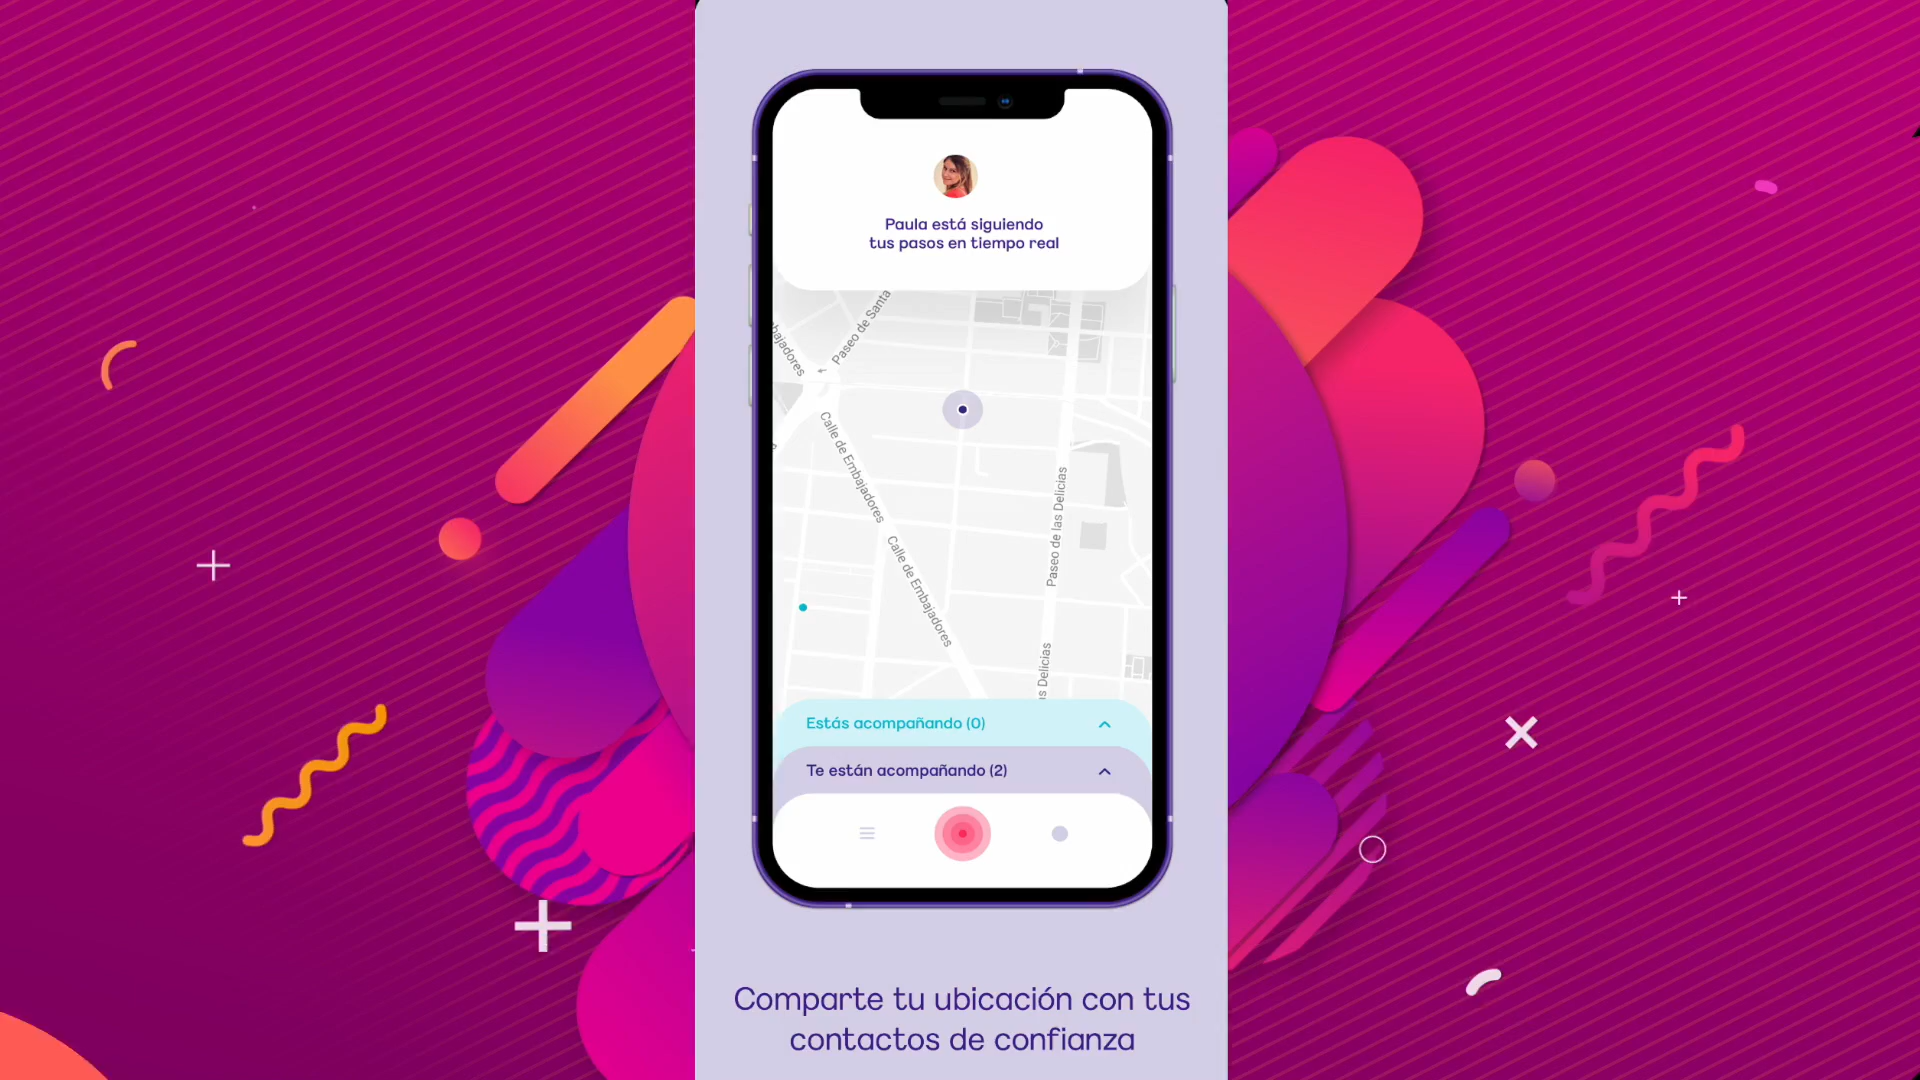 Paula está siguiendo
tus pasos en tiempo real
Paseo de Santa
bajadores
Calle de Embajadores
Paseo de las Delicias
Calle de Embajadores
s Delicias
Estás acompañando (0)
Te están acompañando (2)
Comparte tu ubicación con tus
contactos de confianza